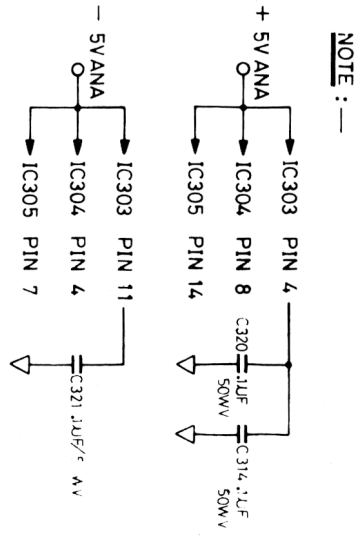 NOTE :—
+ 5V ANA
IC303 PIN 4
IC304 PIN 8
IC305 PIN 14
C320 .1UF
50WV
C314 .1UF
50WV
— 5V ANA
IC303 PIN 11
IC304 PIN 4
IC305 PIN 7
C321 .1UF/